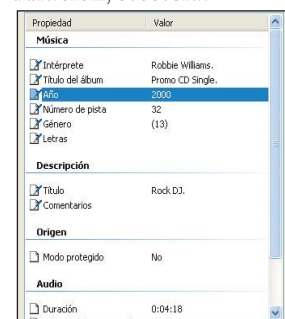 Propiedad Valor
Música
Intérprete Robbie Williams.
Título del álbum Promo CD Single.
Año 2000
Número de pista 32
Género (13)
Letras
Descripción
Título Rock DJ.
Comentarios
Origen
Modo protegido No
Audio
Duración 0:04:18